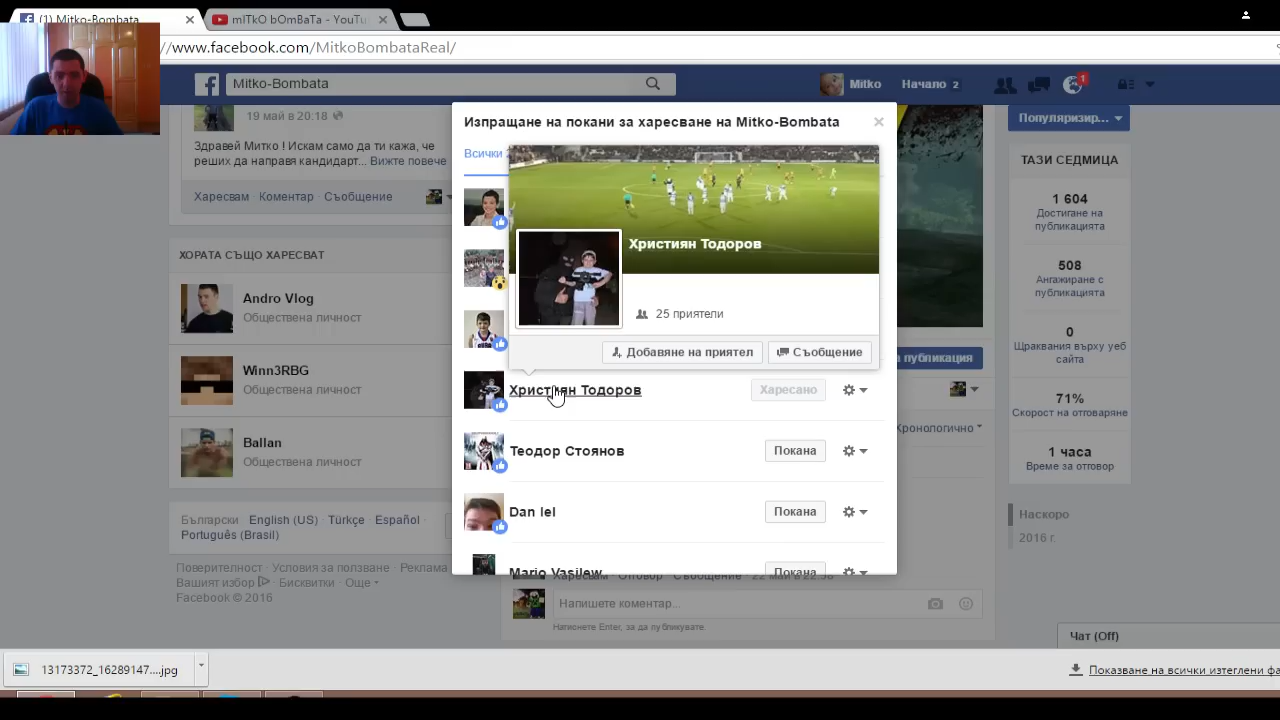 (1) Mitko-Bombata
mITkO bOmBaTa - YouTu
//www.facebook.com/MitkoBombataReal/
Mitko-Bombata
Mitko
Начало 2
1
19 май в 20:18
Здравей Митко ! Искам само да ти кажа, че
реших да направя кандидарт... Вижте повече
Харесвам · Коментар · Съобщение
ХОРАТА СЪЩО ХАРЕСВАТ
Andro Vlog
Обществена личност
Winn3RBG
Обществена личност
Ballan
Обществена личност
Български · English (US) · Türkçe · Español ·
Português (Brasil)
Поверителност · Условия за ползване · Реклама
Вашият избор · Бисквитки · Още
Facebook © 2016
Изпращане на покани за харесване на Mitko-Bombata
Всички
Християн Тодоров
25 приятели
Добавяне на приятел
Съобщение
Християн Тодоров
Харесано
Теодор Стоянов
Покана
Dan Iel
Покана
Mario Vasilew
Покана
Харесвам · Отговор · Съобщение · 22 май в 22:58
Напишете коментар...
Натиснете Enter, за да публикувате.
Популяризир...
ТАЗИ СЕДМИЦА
1 604
Достигане на
публикацията
508
Ангажиране с
публикацията
0
Щраквания върху уеб
сайта
71%
Скорост на отговаряне
1 часа
Време за отговор
а публикация
Хронологично
Наскоро
2016 г.
Чат (Off)
13173372_16289147....jpg
Показване на всички изтеглени фа